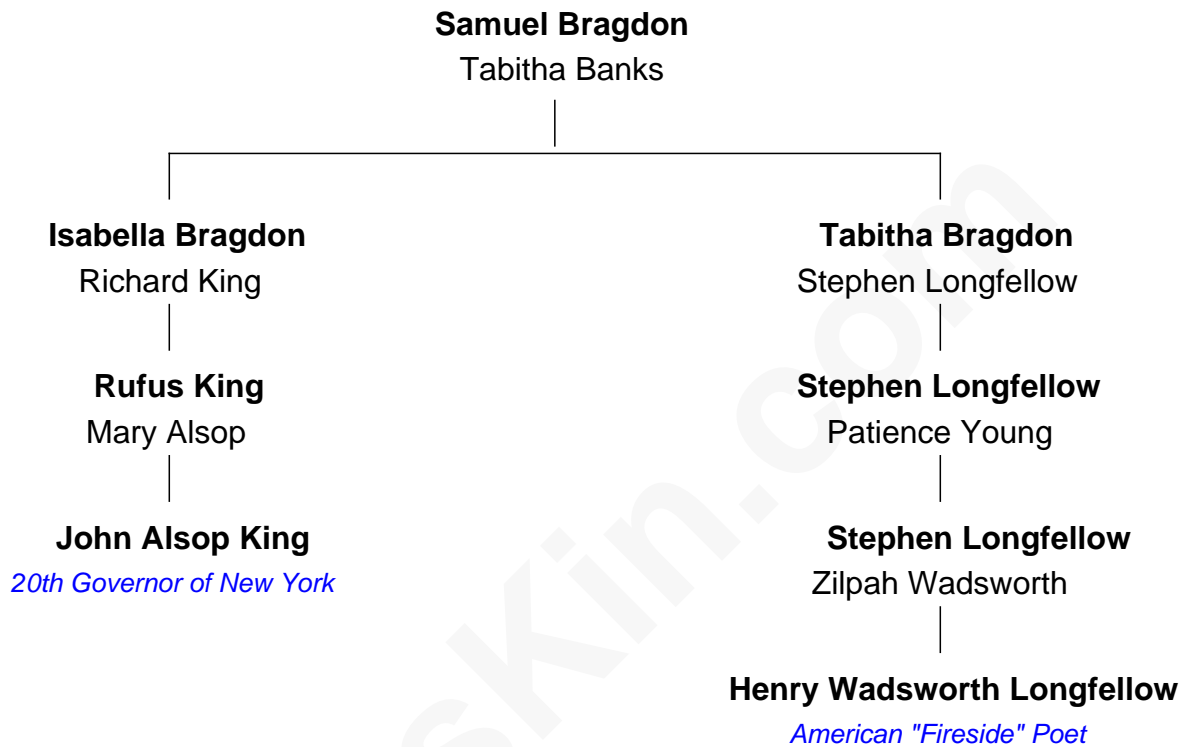 Samuel Bragdon
Tabitha Banks
Isabella Bragdon
Richard King
Rufus King
Mary Alsop
John Alsop King
20th Governor of New York
Tabitha Bragdon
Stephen Longfellow
Stephen Longfellow
Patience Young
Stephen Longfellow
Zilpah Wadsworth
Henry Wadsworth Longfellow
American "Fireside" Poet
sKin.com